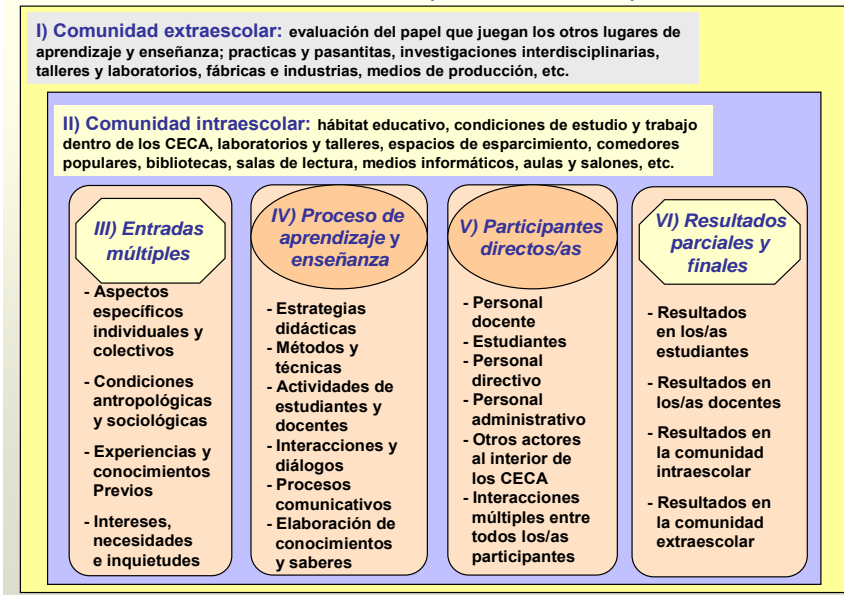 I) Comunidad extraescolar: evaluación del papel que juegan los otros lugares de
aprendizaje y enseñanza; practicas y pasantitas, investigaciones interdisciplinarias,
talleres y laboratorios, fábricas e industrias, medios de producción, etc.
II) Comunidad intraescolar: hábitat educativo, condiciones de estudio y trabajo
dentro de los CECA, laboratorios y talleres, espacios de esparcimiento, comedores
populares, bibliotecas, salas de lectura, medios informáticos, aulas y salones, etc.
III) Entradas
múltiples
- Aspectos
específicos
individuales y
colectivos
- Condiciones
antropológicas
y sociológicas
- Experiencias y
conocimientos
Previos
- Intereses,
necesidades
e inquietudes
IV) Proceso de
aprendizaje y
enseñanza
- Estrategias
didácticas
- Métodos y
técnicas
- Actividades de
estudiantes y
docentes
- Interacciones y
diálogos
- Procesos
comunicativos
- Elaboración de
conocimientos
y saberes
V) Participantes
directos/as
- Personal
docente
- Estudiantes
- Personal
directivo
- Personal
administrativo
- Otros actores
al interior de
los CECA
- Interacciones
múltiples entre
todos los/as
participantes
VI) Resultados
parciales y
finales
- Resultados
en los/as
estudiantes
- Resultados en
los/as docentes
- Resultados en
la comunidad
intraescolar
- Resultados en
la comunidad
extraescolar